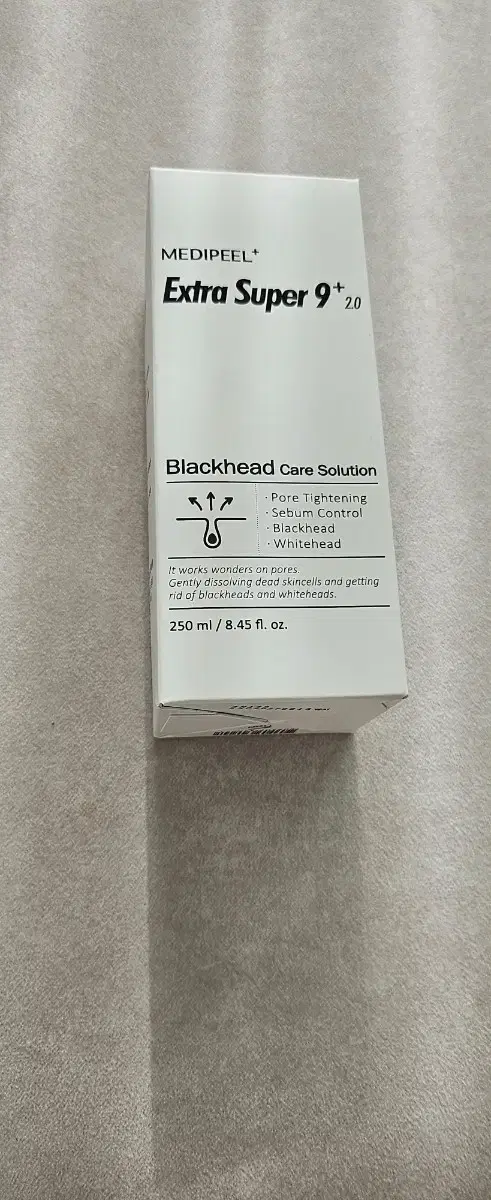 MEDIPEEL+
Extra Super 9+ 2.0
Blackhead Care Solution
· Pore Tightening
· Sebum Control
· Blackhead
· Whitehead
It works wonders on pores.
Gently dissolving dead skincells and getting
rid of blackheads and whiteheads.
250 ml / 8.45 fl. oz.